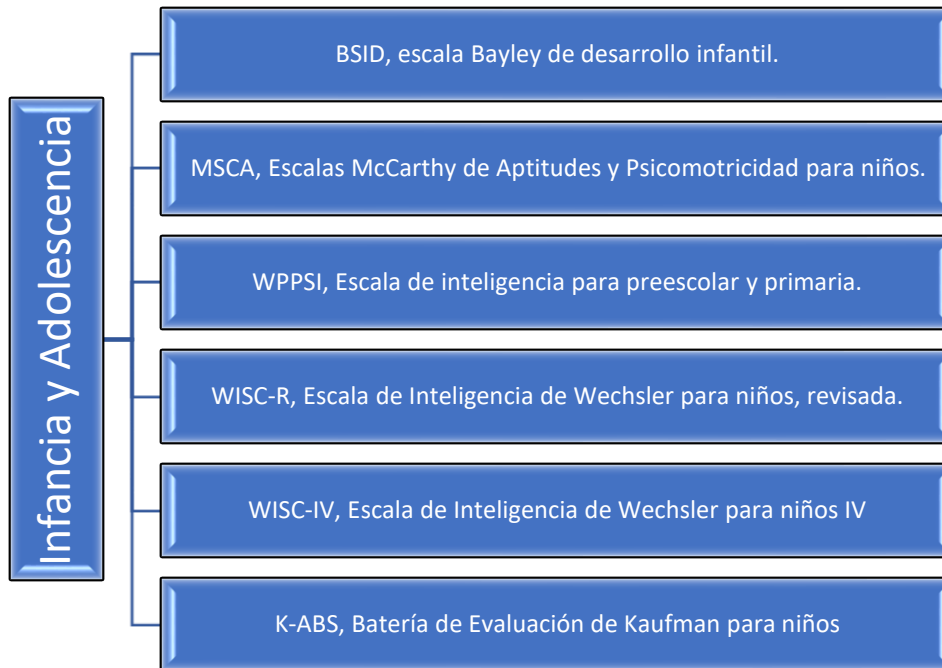 Infancia y Adolescencia
BSID, escala Bayley de desarrollo infantil.
MSCA, Escalas McCarthy de Aptitudes y Psicomotricidad para niños.
WPPSI, Escala de inteligencia para preescolar y primaria.
WISC-R, Escala de Inteligencia de Wechsler para niños, revisada.
WISC-IV, Escala de Inteligencia de Wechsler para niños IV
K-ABS, Batería de Evaluación de Kaufman para niños